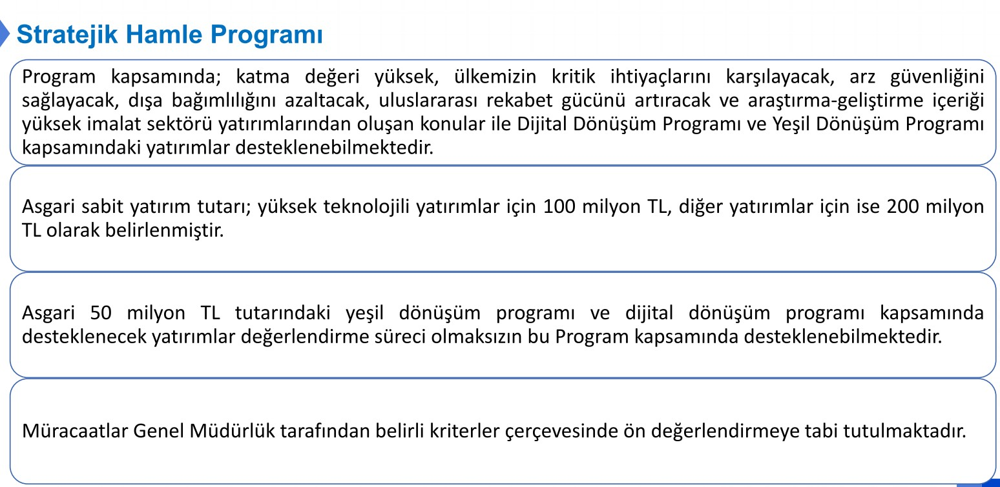 Stratejik Hamle Programı
Program kapsamında; katma değeri yüksek, ülkemizin kritik ihtiyaçlarını karşılayacak, arz güvenliğini
sağlayacak, dışa bağımlılığını azaltacak, uluslararası rekabet gücünü artıracak ve araştırma-geliştirme içeriği
yüksek imalat sektörü yatırımlarından oluşan konular ile Dijital Dönüşüm Programı ve Yeşil Dönüşüm Programı
kapsamındaki yatırımlar desteklenebilmektedir.
Asgari sabit yatırım tutarı; yüksek teknolojili yatırımlar için 100 milyon TL, diğer yatırımlar için ise 200 milyon
TL olarak belirlenmiştir.
Asgari 50 milyon TL tutarındaki yeşil dönüşüm programı ve dijital dönüşüm programı kapsamında
desteklenecek yatırımlar değerlendirme süreci olmaksızın bu Program kapsamında desteklenebilmektedir.
Müracaatlar Genel Müdürlük tarafından belirli kriterler çerçevesinde ön değerlendirmeye tabi tutulmaktadır.